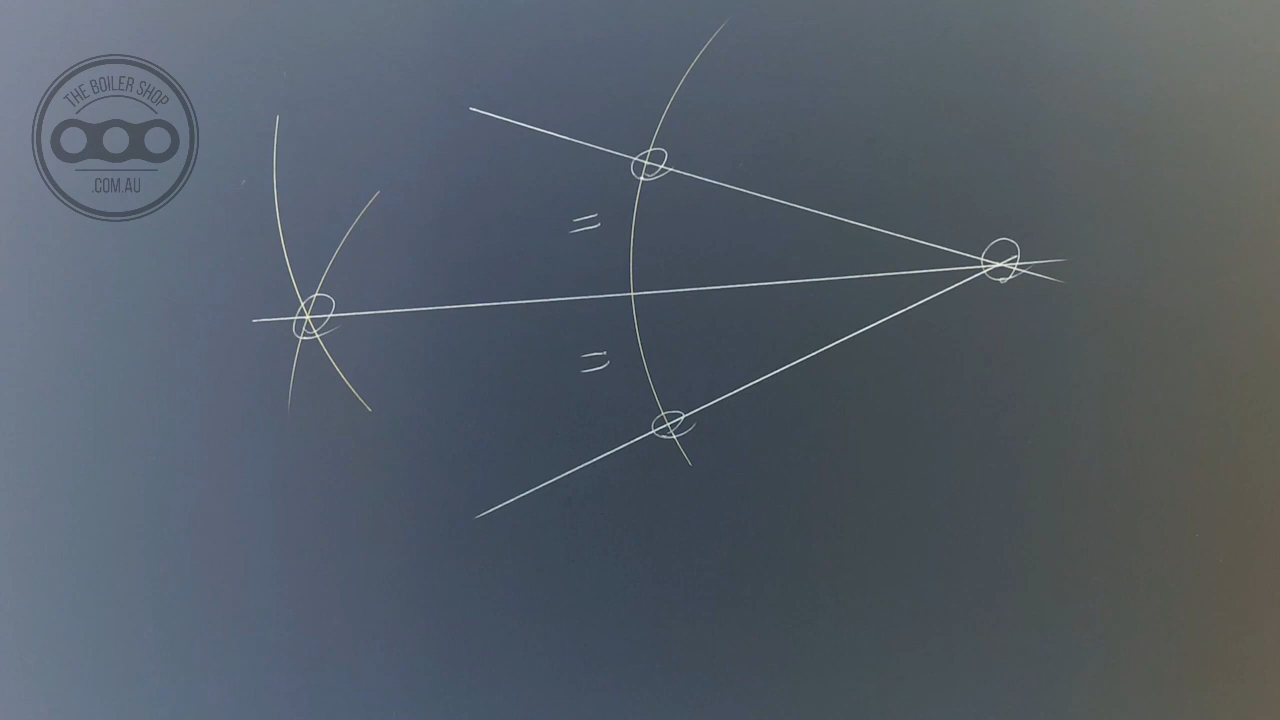 THE BOILER SHOP
.COM.AU
=
=